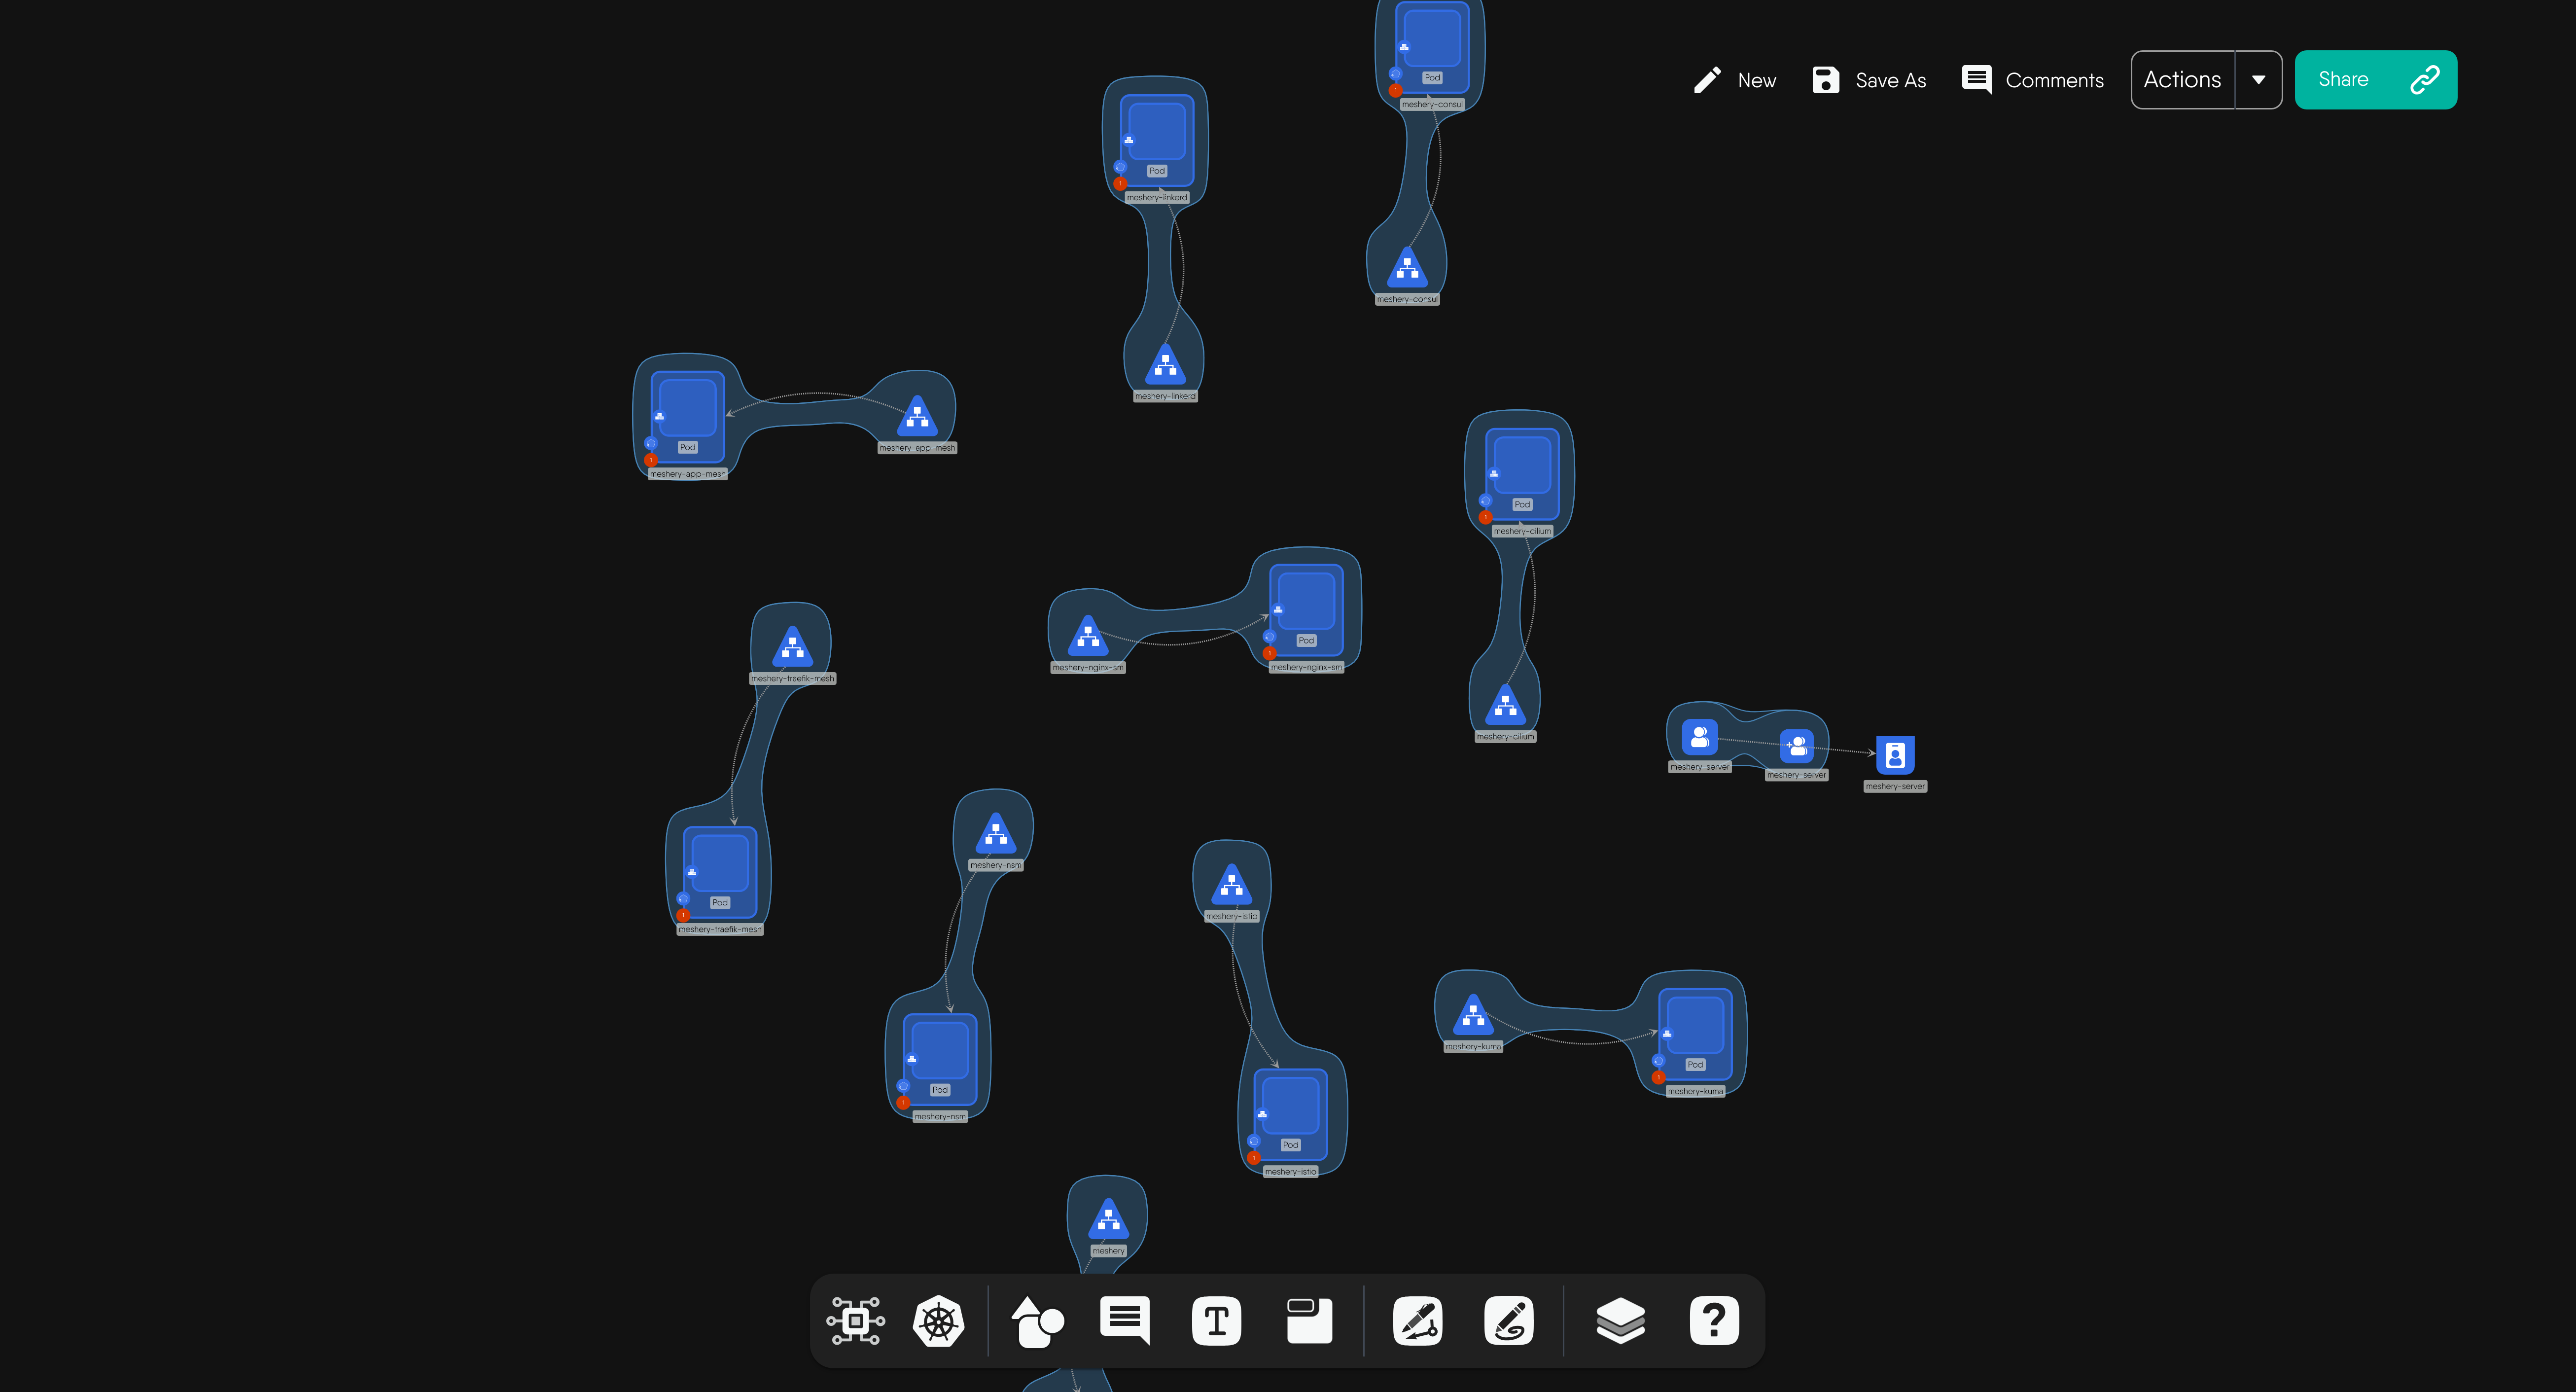 Pod
meshery-consul
New
Save As
Comments
Actions
Share
Pod
meshery-linkerd
meshery-consul
meshery-linkerd
Pod
meshery-app-mesh
meshery-app-mesh
Pod
meshery-cilium
Pod
meshery-nginx-sm
meshery-nginx-sm
meshery-traefik-mesh
meshery-cilium
meshery-server
meshery-server
meshery-server
Pod
meshery-traefik-mesh
meshery-nsm
meshery-istio
meshery-kuma
Pod
meshery-kuma
Pod
meshery-nsm
Pod
meshery-istio
meshery
T
?